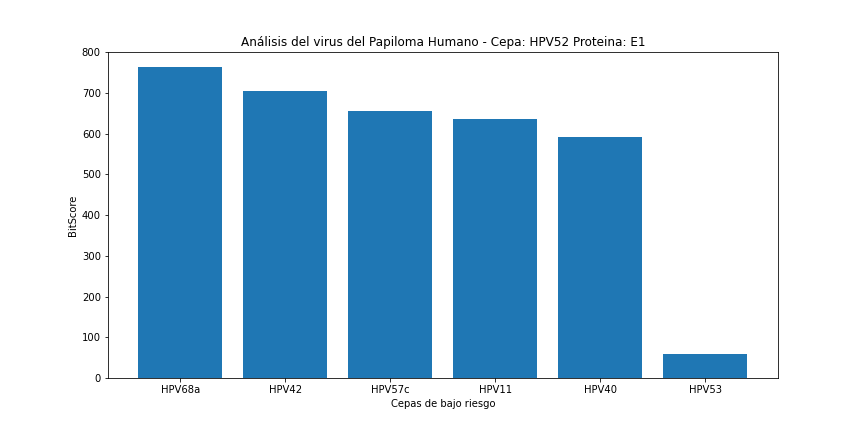 Análisis del virus del Papiloma Humano - Cepa: HPV52 Proteina: E1
BitScore
800
700
600
500
400
300
200
100
0
HPV68a HPV42 HPV57c HPV11 HPV40 HPV53
Cepas de bajo riesgo